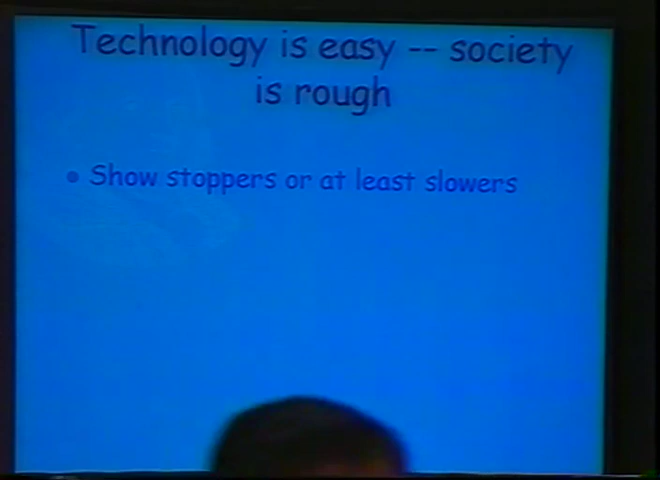 Technology is easy -- society
is rough
• Show stoppers or at least slowers